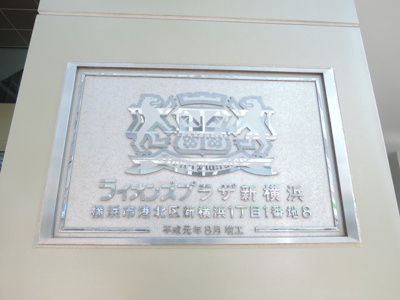 ライオンズプラザ新横浜
横浜市港北区新横浜1丁目1番地8
平成元年8月 竣工